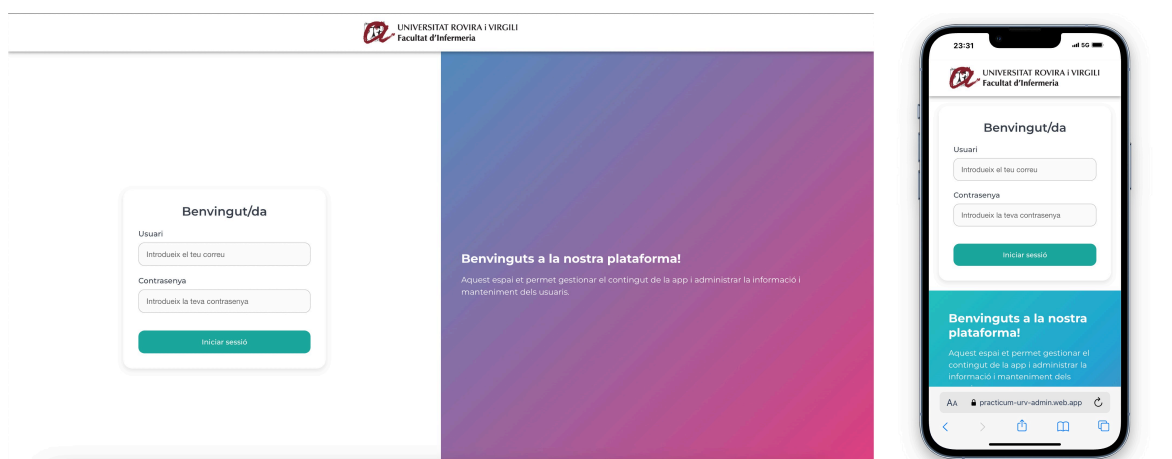 UNIVERSITAT ROVIRA i VIRGILI
Facultat d'Infermeria
Benvingut/da
Usuari
Introdueix el teu correu
Contrasenya
Introdueix la teva contrasenya
Iniciar sessió
Benvinguts a la nostra plataforma!
Aquest espai et permet gestionar el contingut de la app i administrar la informació i
manteniment dels usuaris.
23:31
5G
UNIVERSITAT ROVIRA i VIRGILI
Facultat d'Infermeria
Benvingut/da
Usuari
Introdueix el teu correu
Contrasenya
Introdueix la teva contrasenya
Iniciar sessió
Benvinguts a la nostra
plataforma!
Aquest espai et permet gestionar el
contingut de la app i administrar la
informació i manteniment dels
AA practicum-urv-admin.web.app